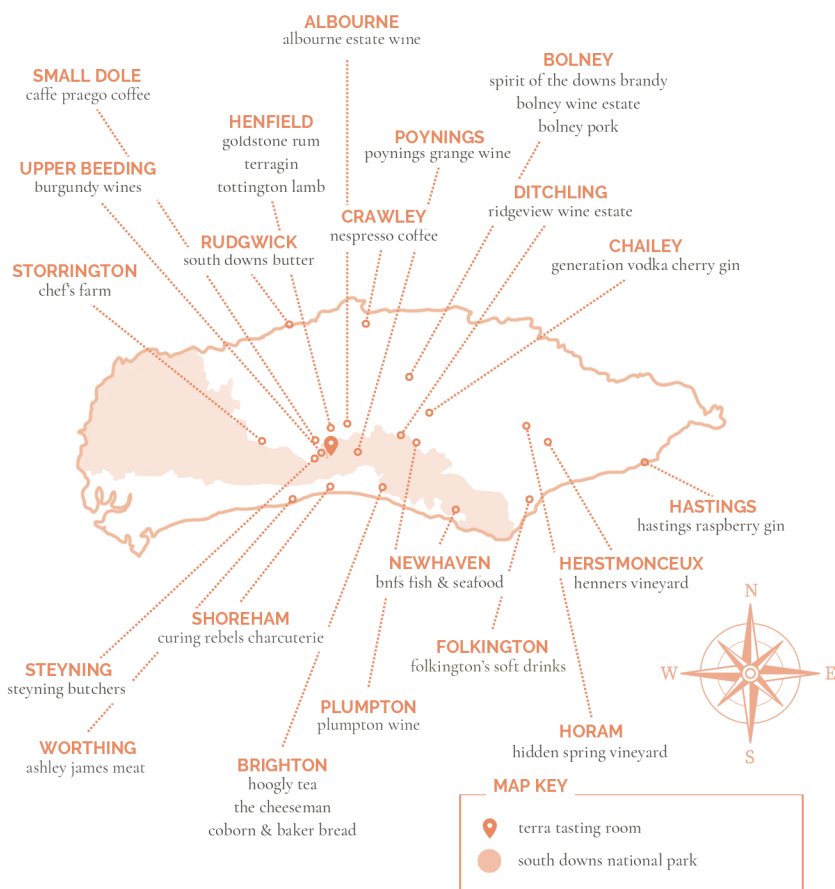 ALBOURNE
albourne estate wine
SMALL DOLE
caffe praego coffee
BOLNEY
spirit of the downs brandy
bolney wine estate
bolney pork
HENFIELD
goldstone rum
terragin
tottington lamb
POYNINGS
poynings grange wine
UPPER BEEDING
burgundy wines
DITCHLING
ridgeview wine estate
CRAWLEY
nespresso coffee
RUDGWICK
south downs butter
CHAILEY
generation vodka cherry gin
STORRINGTON
chef's farm
HASTINGS
hastings raspberry gin
NEWHAVEN
bnfs fish & seafood
HERSTMONCEUX
henners vineyard
SHOREHAM
curing rebels charcuterie
FOLKINGTON
folkington's soft drinks
STEYNING
steyning butchers
PLUMPTON
plumpton wine
HORAM
hidden spring vineyard
WORTHING
ashley james meat
BRIGHTON
hoogly tea
the cheeseman
coborn & baker bread
N
W
E
S
MAP KEY
terra tasting room
south downs national park